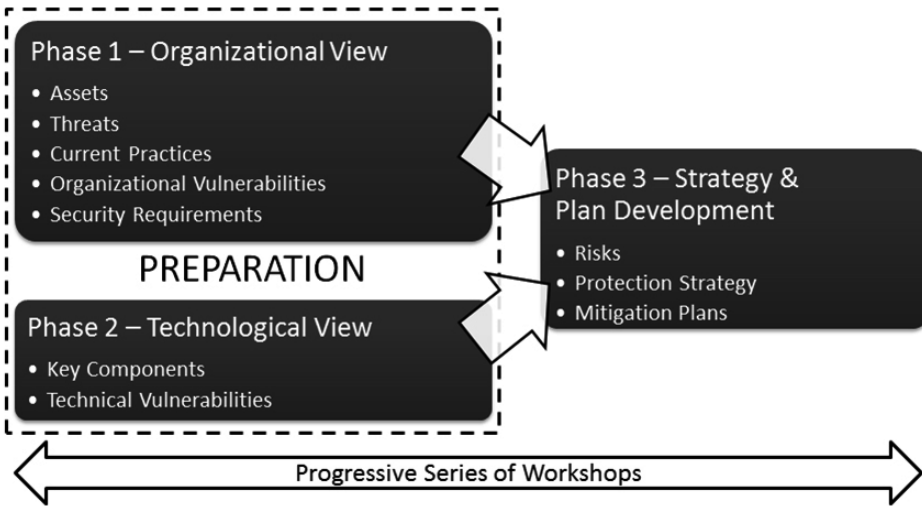 Phase 1 – Organizational View
• Assets
• Threats
• Current Practices
• Organizational Vulnerabilities
• Security Requirements
PREPARATION
Phase 2 – Technological View
• Key Components
• Technical Vulnerabilities
Phase 3 – Strategy &
Plan Development
• Risks
• Protection Strategy
• Mitigation Plans
Progressive Series of Workshops